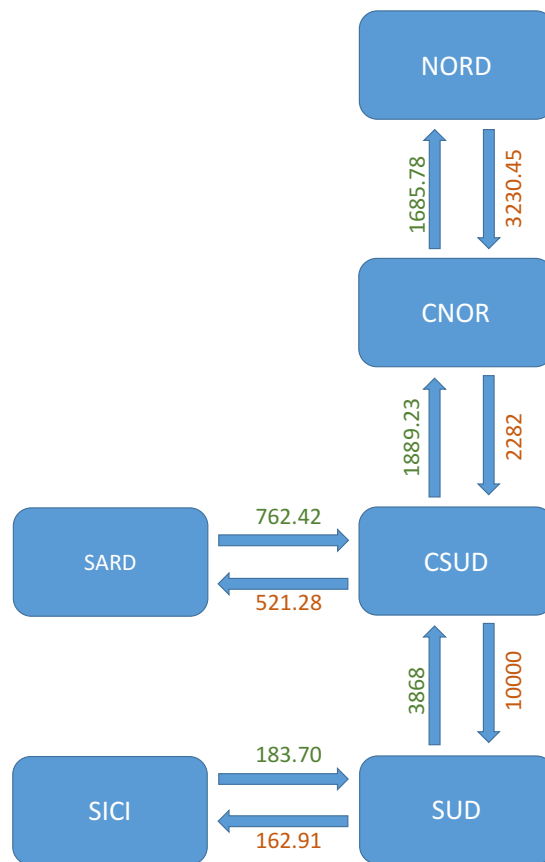 NORD
1685.78
3230.45
CNOR
1889.23
2282
762.42
SARD
CSUD
521.28
3868
10000
183.70
SICI
SUD
162.91